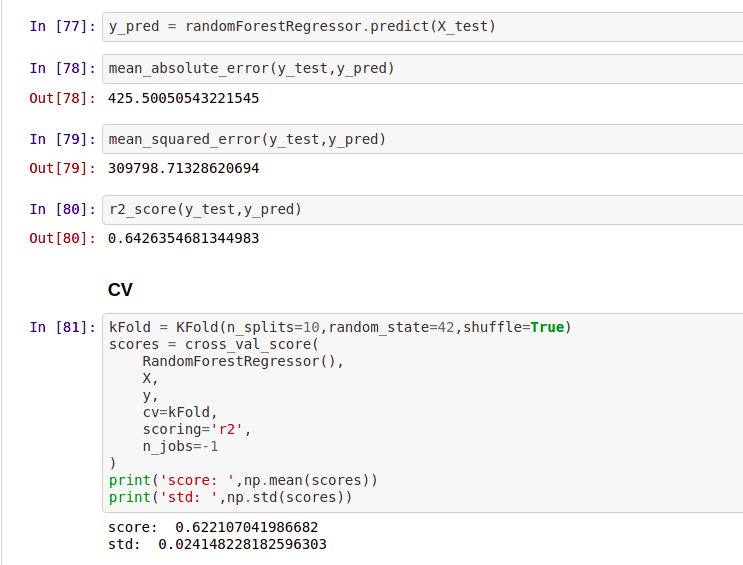 In [77]: y_pred = randomForestRegressor.predict(X_test)
In [78]: mean_absolute_error(y_test,y_pred)
Out[78]: 425.50050543221545
In [79]: mean_squared_error(y_test,y_pred)
Out[79]: 309798.71328620694
In [80]: r2_score(y_test,y_pred)
Out[80]: 0.6426354681344983
CV
In [81]: kFold = KFold(n_splits=10,random_state=42,shuffle=True)
scores = cross_val_score(
    RandomForestRegressor(),
    X,
    y,
    cv=kFold,
    scoring='r2',
    n_jobs=-1
)
print('score: ',np.mean(scores))
print('std: ',np.std(scores))
score:  0.622107041986682
std:  0.024148228182596303